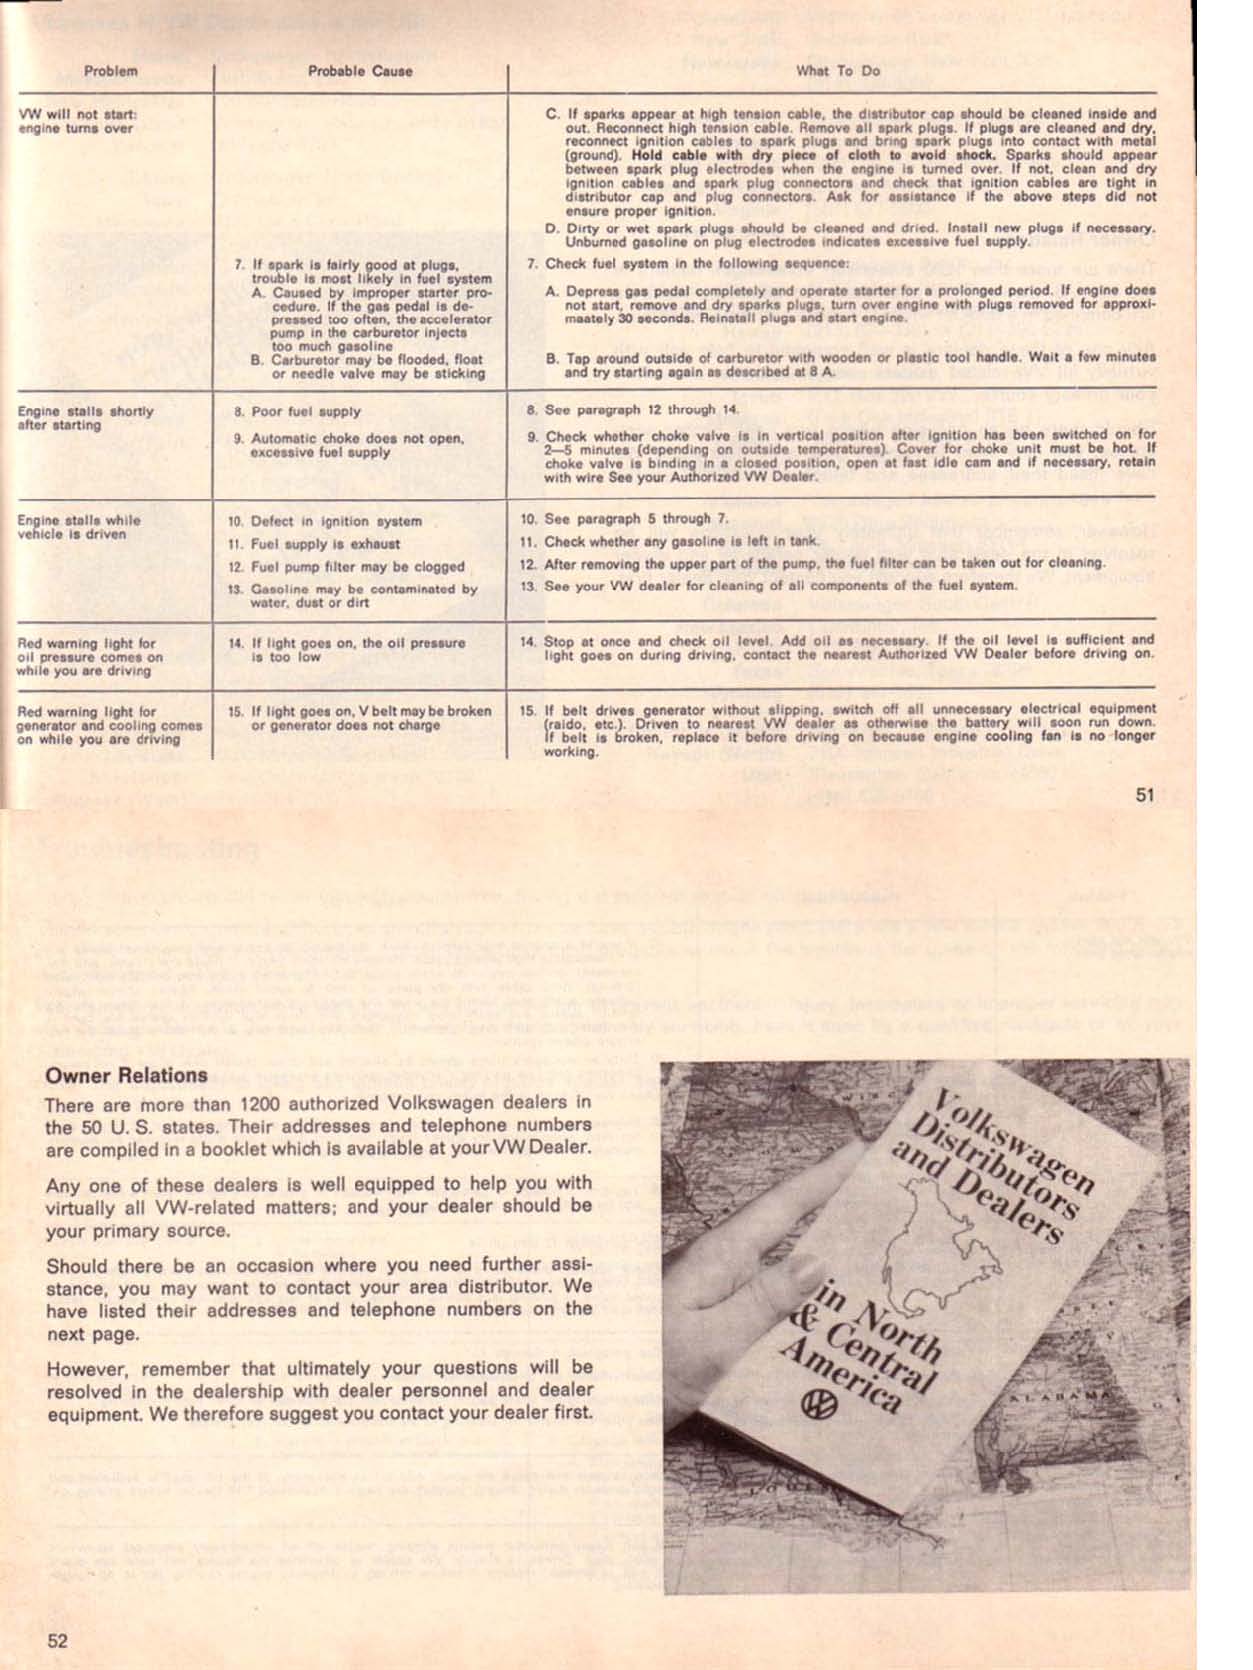 Problem
Probable Cause
What To Do
VW will not start:
engine turns over
C. If sparks appear at high tension cable, the distributor cap should be cleaned inside and
out. Reconnect high tension cable. Remove all spark plugs. If plugs are cleaned and dry,
reconnect ignition cables to spark plugs and bring spark plugs into contact with metal
(ground). Hold cable with dry piece of cloth to avoid shock. Sparks should appear
between spark plug electrodes when the engine is turned over. If not, clean and dry
ignition cables and spark plug connectors and check that ignition cables are tight in
distributor cap and plug connectors. Ask for assistance if the above steps did not
ensure proper ignition.
D. Dirty or wet spark plugs should be cleaned and dried. Install new plugs if necessary.
Unburned gasoline on plug electrodes indicates excessive fuel supply.
7. If spark is fairly good at plugs,
trouble is most likely in fuel system
A. Caused by improper starter pro-
cedure. If the gas pedal is de-
pressed too often, the accelerator
pump in the carburetor injects
too much gasoline
B. Carburetor may be flooded, float
or needle valve may be sticking
7. Check fuel system in the following sequence:
A. Depress gas pedal completely and operate starter for a prolonged period. If engine does
not start, remove and dry sparks plugs, turn over engine with plugs removed for approxi-
maately 30 seconds. Reinstall plugs and start engine.
B. Tap around outside of carburetor with wooden or plastic tool handle. Wait a few minutes
and try starting again as described at 8 A.
Engine stalls shortly
after starting
8. Poor fuel supply
9. Automatic choke does not open,
excessive fuel supply
8. See paragraph 12 through 14.
9. Check whether choke valve is in vertical position after ignition has been switched on for
2—5 minutes (depending on outside temperatures). Cover for choke unit must be hot. If
choke valve is binding in a closed position, open at fast idle cam and if necessary, retain
with wire See your Authorized VW Dealer.
Engine stalls while
vehicle is driven
10. Defect in ignition system
11. Fuel supply is exhaust
12. Fuel pump filter may be clogged
13. Gasoline may be contaminated by
water, dust or dirt
10. See paragraph 5 through 7.
11. Check whether any gasoline is left in tank.
12. After removing the upper part of the pump, the fuel filter can be taken out for cleaning.
13. See your VW dealer for cleaning of all components of the fuel system.
Red warning light for
oil pressure comes on
while you are driving
14. If light goes on, the oil pressure
is too low
14. Stop at once and check oil level. Add oil as necessary. If the oil level is sufficient and
light goes on during driving, contact the nearest Authorized VW Dealer before driving on.
Red warning light for
generator and cooling comes
on while you are driving
15. If light goes on, V belt may be broken
or generator does not charge
15. If belt drives generator without slipping, switch off all unnecessary electrical equipment
(raido, etc.). Driven to nearest VW dealer as otherwise the battery will soon run down.
If belt is broken, replace it before driving on because engine cooling fan is no longer
working.
51
Owner Relations
There are more than 1200 authorized Volkswagen dealers in
the 50 U. S. states. Their addresses and telephone numbers
are compiled in a booklet which is available at your VW Dealer.
Any one of these dealers is well equipped to help you with
virtually all VW-related matters; and your dealer should be
your primary source.
Should there be an occasion where you need further assi-
stance, you may want to contact your area distributor. We
have listed their addresses and telephone numbers on the
next page.
However, remember that ultimately your questions will be
resolved in the dealership with dealer personnel and dealer
equipment. We therefore suggest you contact your dealer first.
Volkswagen
Distributors
and Dealers
in North
& Central
America
ALABAMA
52